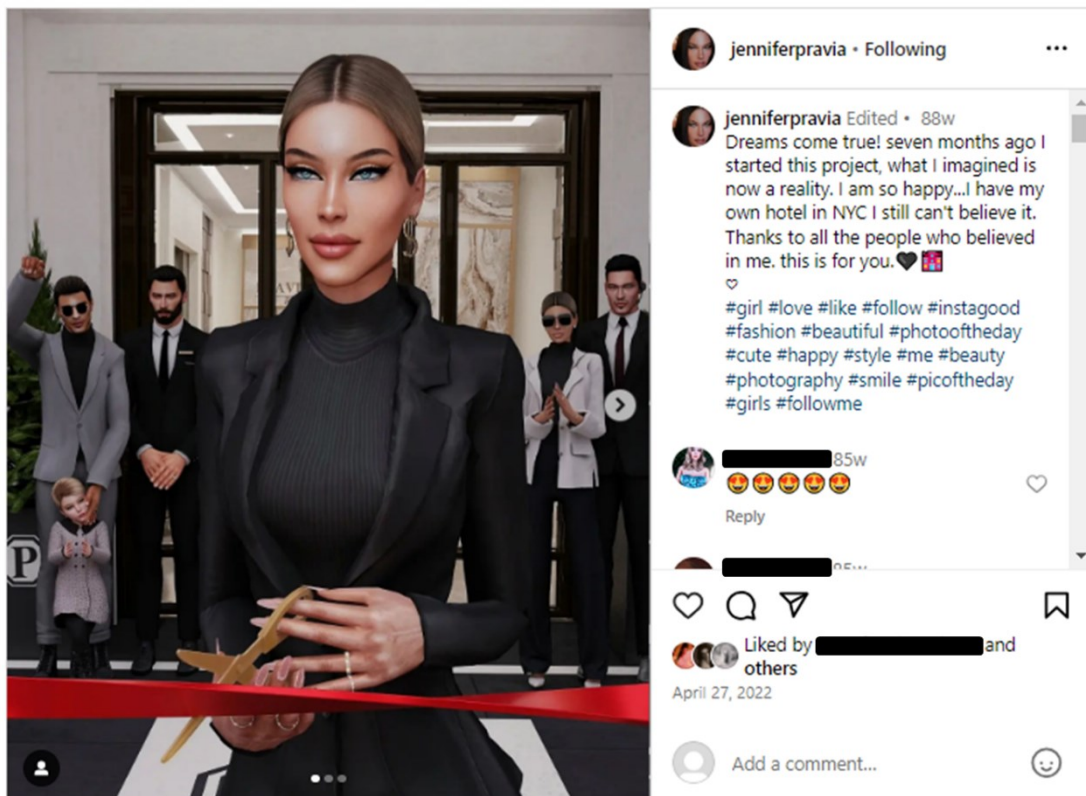 jenniferpravia • Following
jenniferpravia Edited • 88w
Dreams come true! seven months ago I
started this project, what I imagined is
now a reality. I am so happy...I have my
own hotel in NYC I still can't believe it.
Thanks to all the people who believed
in me. this is for you.🖤🌆
♡
#girl #love #like #follow #instagood
#fashion #beautiful #photooftheday
#cute #happy #style #me #beauty
#photography #smile #picoftheday
#girls #followme
85w
😍😍😍😍😍
Reply
P
Liked by and
others
April 27, 2022
Add a comment...